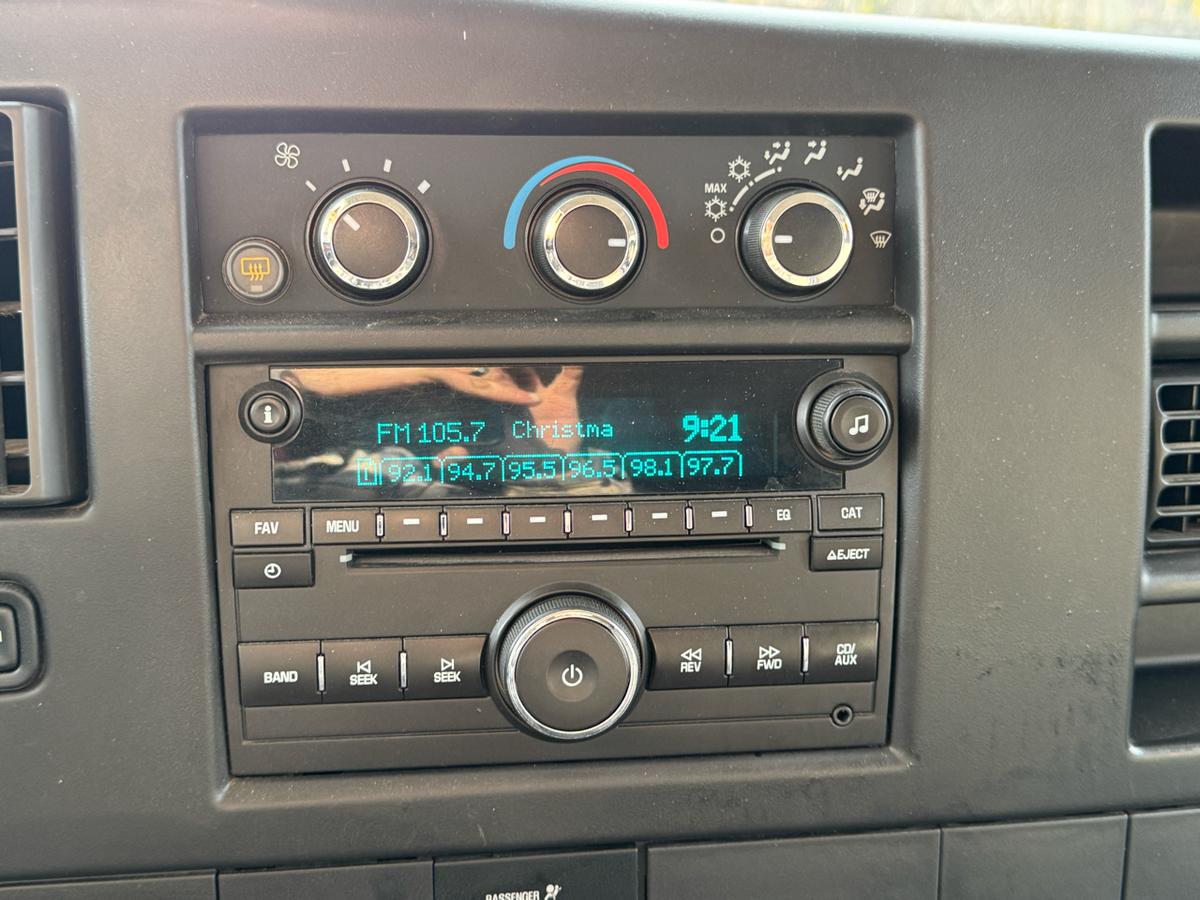 MAX
FM 105.7 Christma 9:21
1 92.1 94.7 95.5 96.5 98.1 97.7
i
FAV MENU EQ CAT
EJECT
BAND SEEK SEEK REV FWD CD/
AUX
PASSENGER